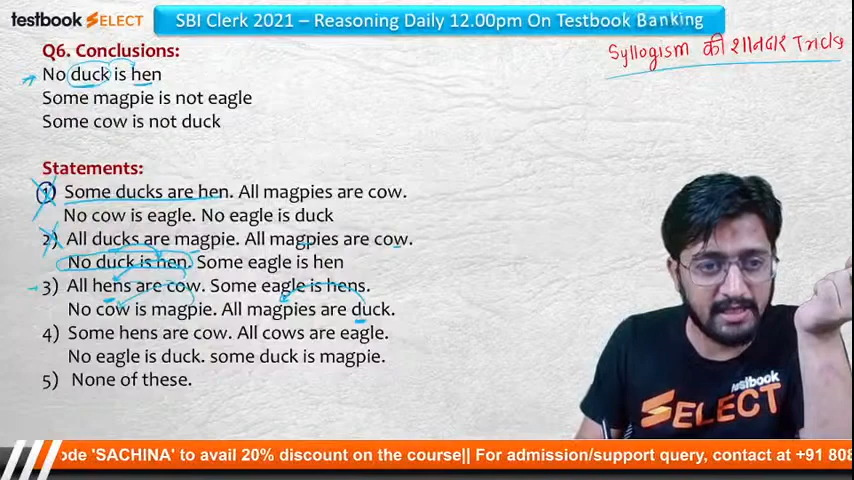 testbook SELECT
SBI Clerk 2021 – Reasoning Daily 12.00pm On Testbook Banking
Syllogism की शानदार Tricks
Q6. Conclusions:
No duck is hen
Some magpie is not eagle
Some cow is not duck
Statements:
1) Some ducks are hen. All magpies are cow.
No cow is eagle. No eagle is duck
2) All ducks are magpie. All magpies are cow.
No duck is hen. Some eagle is hen
3) All hens are cow. Some eagle is hens.
No cow is magpie. All magpies are duck.
4) Some hens are cow. All cows are eagle.
No eagle is duck. some duck is magpie.
5) None of these.
testbook
SELECT
ode 'SACHINA' to avail 20% discount on the course|| For admission/support query, contact at +91 808